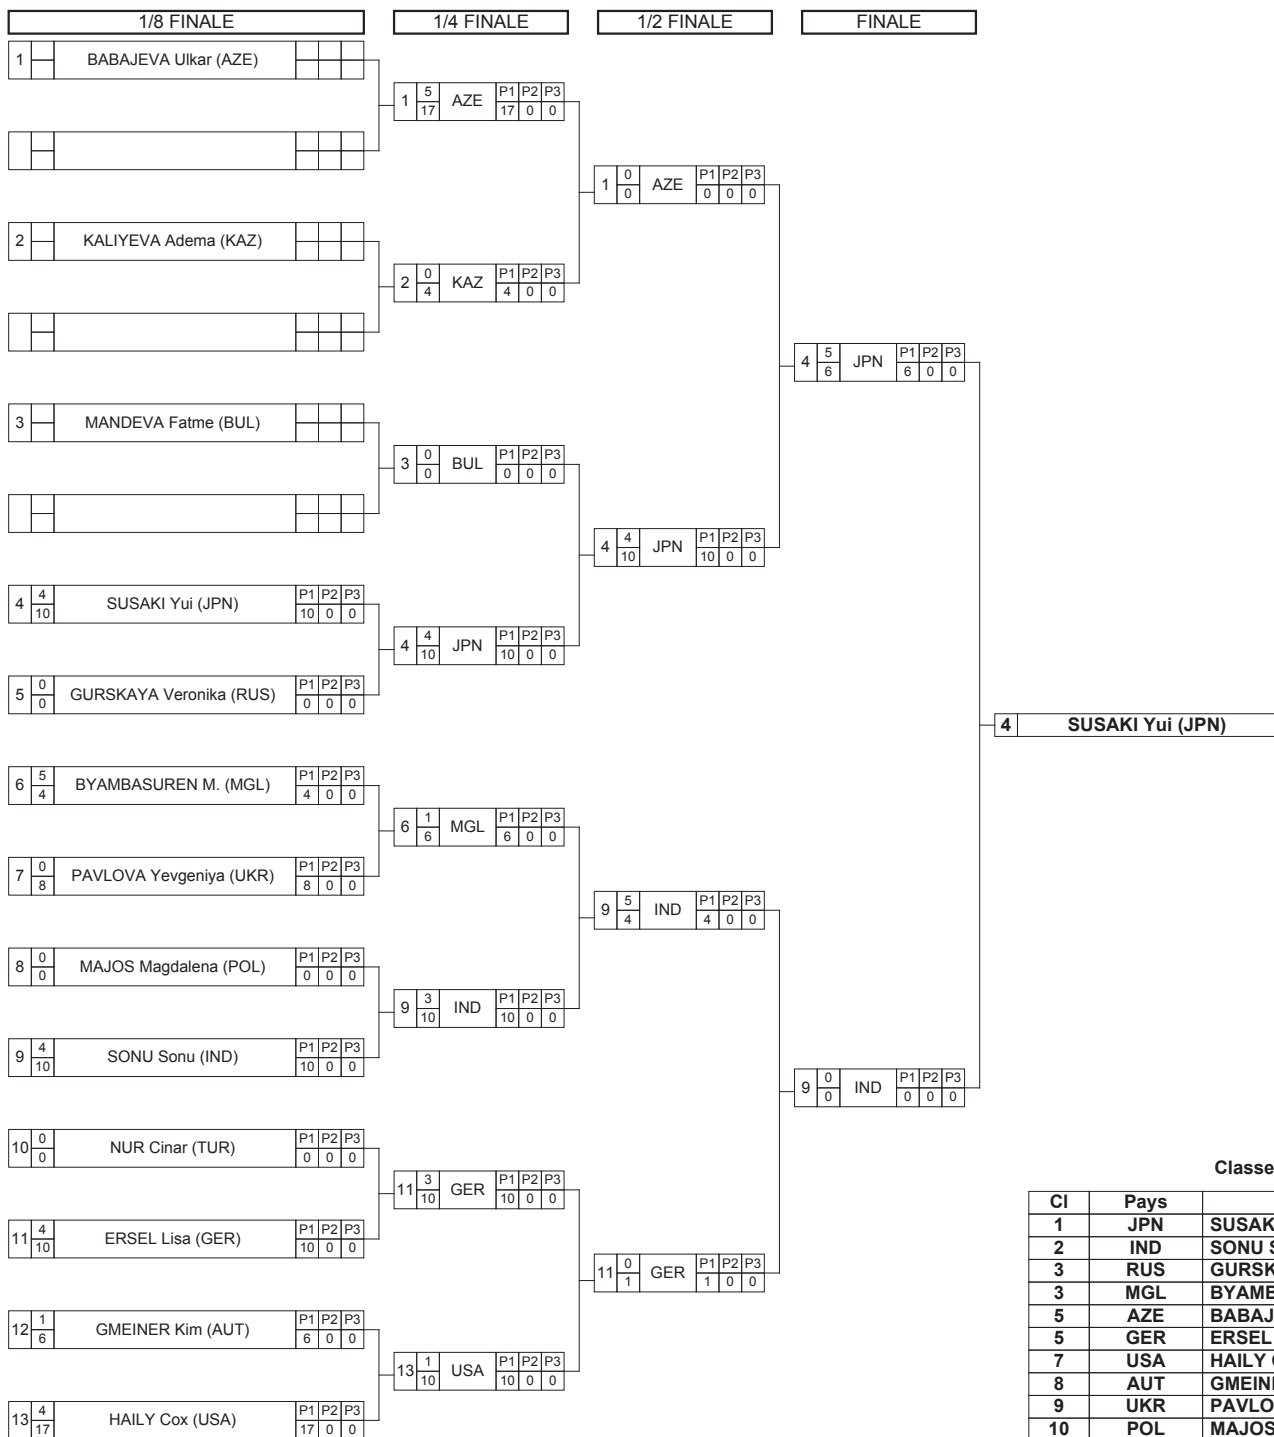 1/8 FINALE 1/4 FINALE 1/2 FINALE FINALE
1 BABAJEVA Ulkar (AZE)
1 5 17 AZE P1 P2 P3 17 0 0
1 0 0 AZE P1 P2 P3 0 0 0
2 KALIYEVA Adema (KAZ)
2 0 4 KAZ P1 P2 P3 4 0 0
4 5 6 JPN P1 P2 P3 6 0 0
3 MANDEVA Fatme (BUL)
3 0 0 BUL P1 P2 P3 0 0 0
4 4 10 JPN P1 P2 P3 10 0 0
4 4 10 SUSAKI Yui (JPN) P1 P2 P3 10 0 0
4 4 10 JPN P1 P2 P3 10 0 0
5 0 0 GURSKAYA Veronika (RUS) P1 P2 P3 0 0 0
4 SUSAKI Yui (JPN)
6 5 4 BYAMBASUREN M. (MGL) P1 P2 P3 4 0 0
6 1 6 MGL P1 P2 P3 6 0 0
7 0 8 PAVLOVA Yevgeniya (UKR) P1 P2 P3 8 0 0
9 5 4 IND P1 P2 P3 4 0 0
8 0 0 MAJOS Magdalena (POL) P1 P2 P3 0 0 0
9 3 10 IND P1 P2 P3 10 0 0
9 4 10 SONU Sonu (IND) P1 P2 P3 10 0 0
9 0 0 IND P1 P2 P3 0 0 0
10 0 0 NUR Cinar (TUR) P1 P2 P3 0 0 0
11 3 10 GER P1 P2 P3 10 0 0
11 4 10 ERSEL Lisa (GER) P1 P2 P3 10 0 0
11 0 1 GER P1 P2 P3 1 0 0
12 1 6 GMEINER Kim (AUT) P1 P2 P3 6 0 0
13 1 10 USA P1 P2 P3 10 0 0
13 4 17 HAILY Cox (USA) P1 P2 P3 17 0 0
Classe
Cl Pays
1 JPN SUSAK
2 IND SONU
3 RUS GURSK
3 MGL BYAMB
5 AZE BABAJ
5 GER ERSEL
7 USA HAILY
8 AUT GMEIN
9 UKR PAVLO
10 POL MAJOS